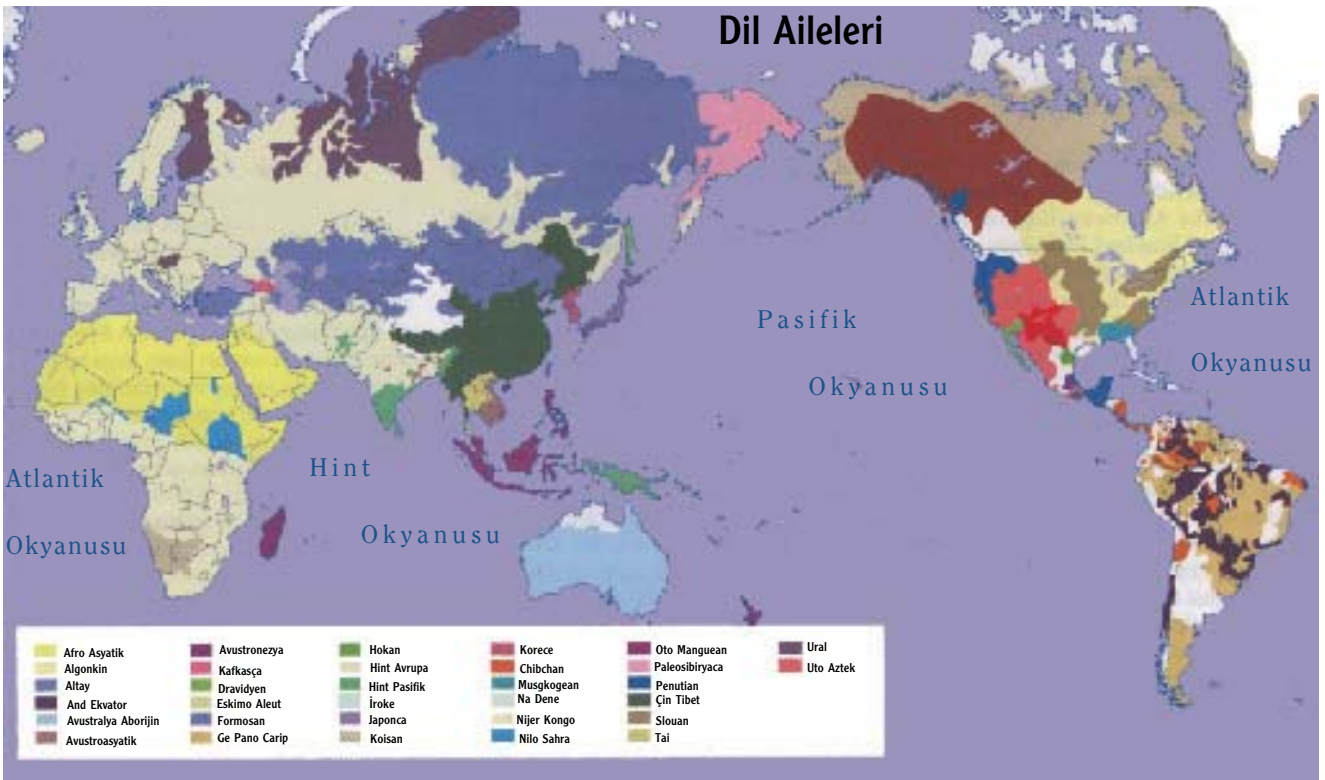 Dil Aileleri
Pasifik
Okyanusu
Atlantik
Okyanusu
Hint
Okyanusu
Atlantik
Okyanusu
Afro Asyatik
Algonkin
Altay
And Ekvator
Avustralya Aborijin
Avustroasyatik
Avustronezya
Kafkasça
Dravidyen
Eskimo Aleut
Formosan
Ge Pano Carip
Hokan
Hint Avrupa
Hint Pasifik
İroke
Japonca
Koisan
Korece
Chibchan
Musgkogean
Na Dene
Nijer Kongo
Nilo Sahra
Oto Manguean
Paleosibiryaca
Penutian
Çin Tibet
Slouan
Tai
Ural
Uto Aztek